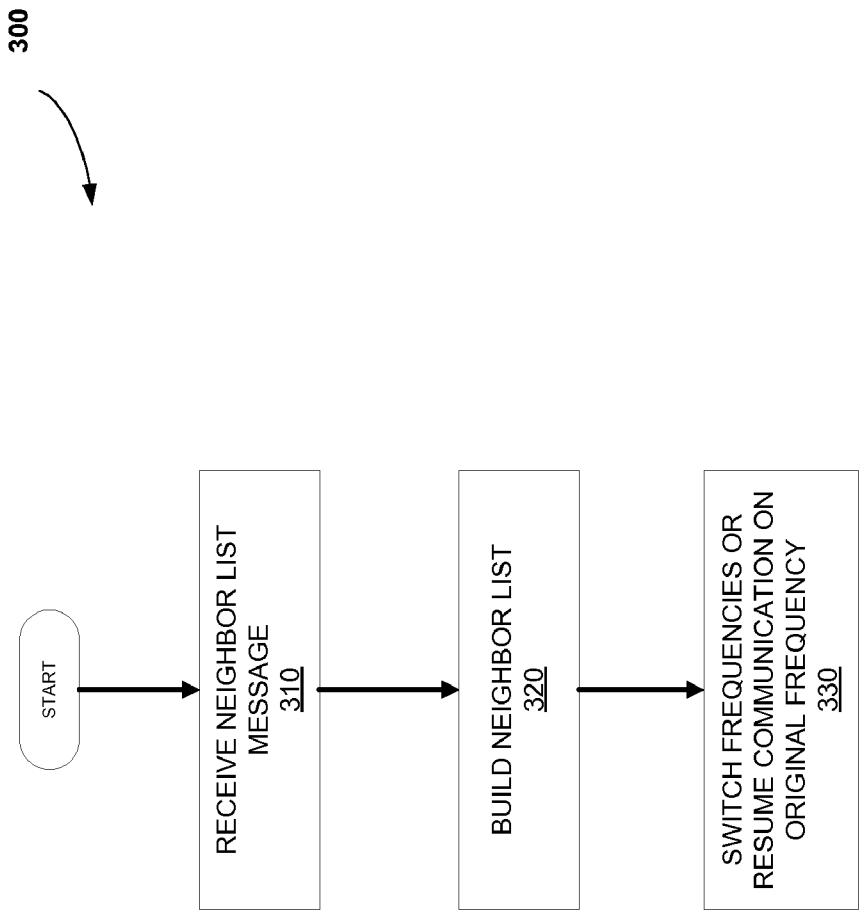 300
START
RECEIVE NEIGHBOR LIST
MESSAGE
310
BUILD NEIGHBOR LIST
320
SWITCH FREQUENCIES OR
RESUME COMMUNICATION ON
ORIGINAL FREQUENCY
330